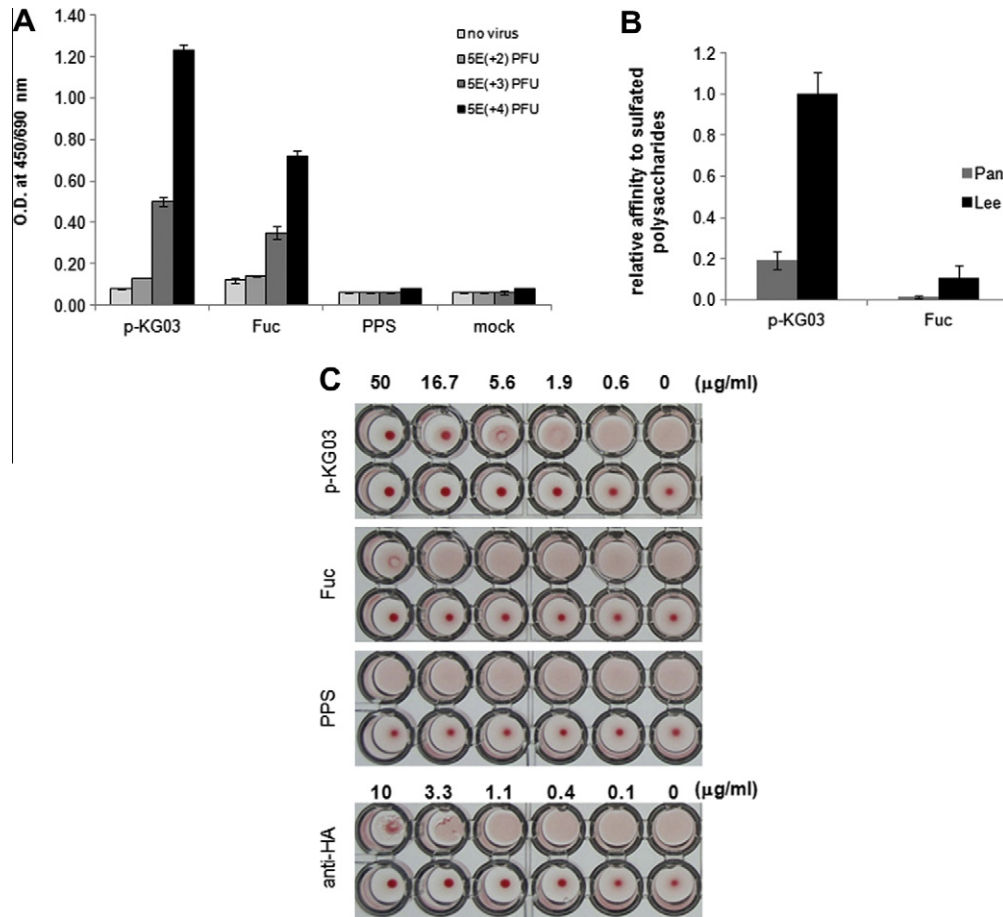 A
1.40
1.20
1.00
0.80
0.60
0.40
0.20
0.00
O.D. at 450/690 nm
no virus
5E(+2) PFU
5E(+3) PFU
5E(+4) PFU
p-KG03 Fuc PPS mock
B
1.2
1.0
0.8
0.6
0.4
0.2
0.0
relative affinity to sulfated
polysaccharides
Pan
Lee
p-KG03 Fuc
C
50 16.7 5.6 1.9 0.6 0 (μg/ml)
p-KG03
Fuc
PPS
10 3.3 1.1 0.4 0.1 0 (μg/ml)
anti-HA